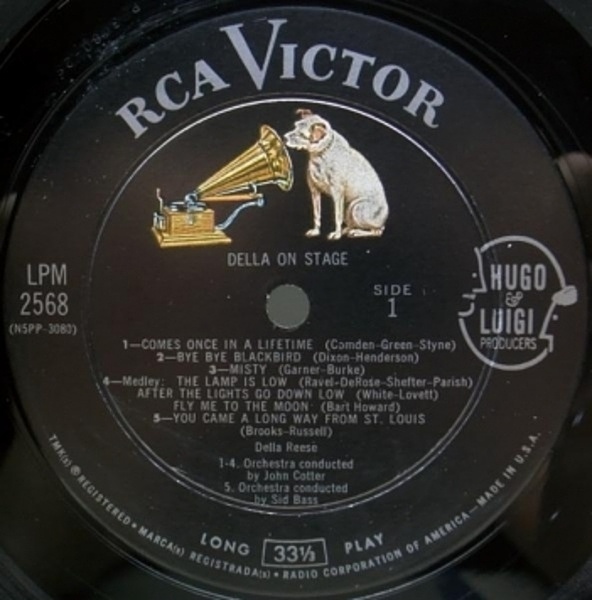 RCA VICTOR
DELLA ON STAGE
LPM
2568
(N5PP-3080)
SIDE
1
HUGO
&
LUIGI
PRODUCERS
1—COMES ONCE IN A LIFETIME (Comden-Green-Styne)
2—BYE BYE BLACKBIRD (Dixon-Henderson)
3—MISTY (Garner-Burke)
4—Medley: THE LAMP IS LOW (Ravel-DeRose-Shefter-Parish)
AFTER THE LIGHTS GO DOWN LOW (White-Lovett)
FLY ME TO THE MOON (Bart Howard)
5—YOU CAME A LONG WAY FROM ST. LOUIS
(Brooks-Russell)
Della Reese
1-4. Orchestra conducted
by John Cotter
5. Orchestra conducted
by Sid Bass
LONG 33⅓ PLAY
TMK(s) ® REGISTERED • MARCA(s) REGISTRADA(s) • RADIO CORPORATION OF AMERICA—MADE IN U.S.A.